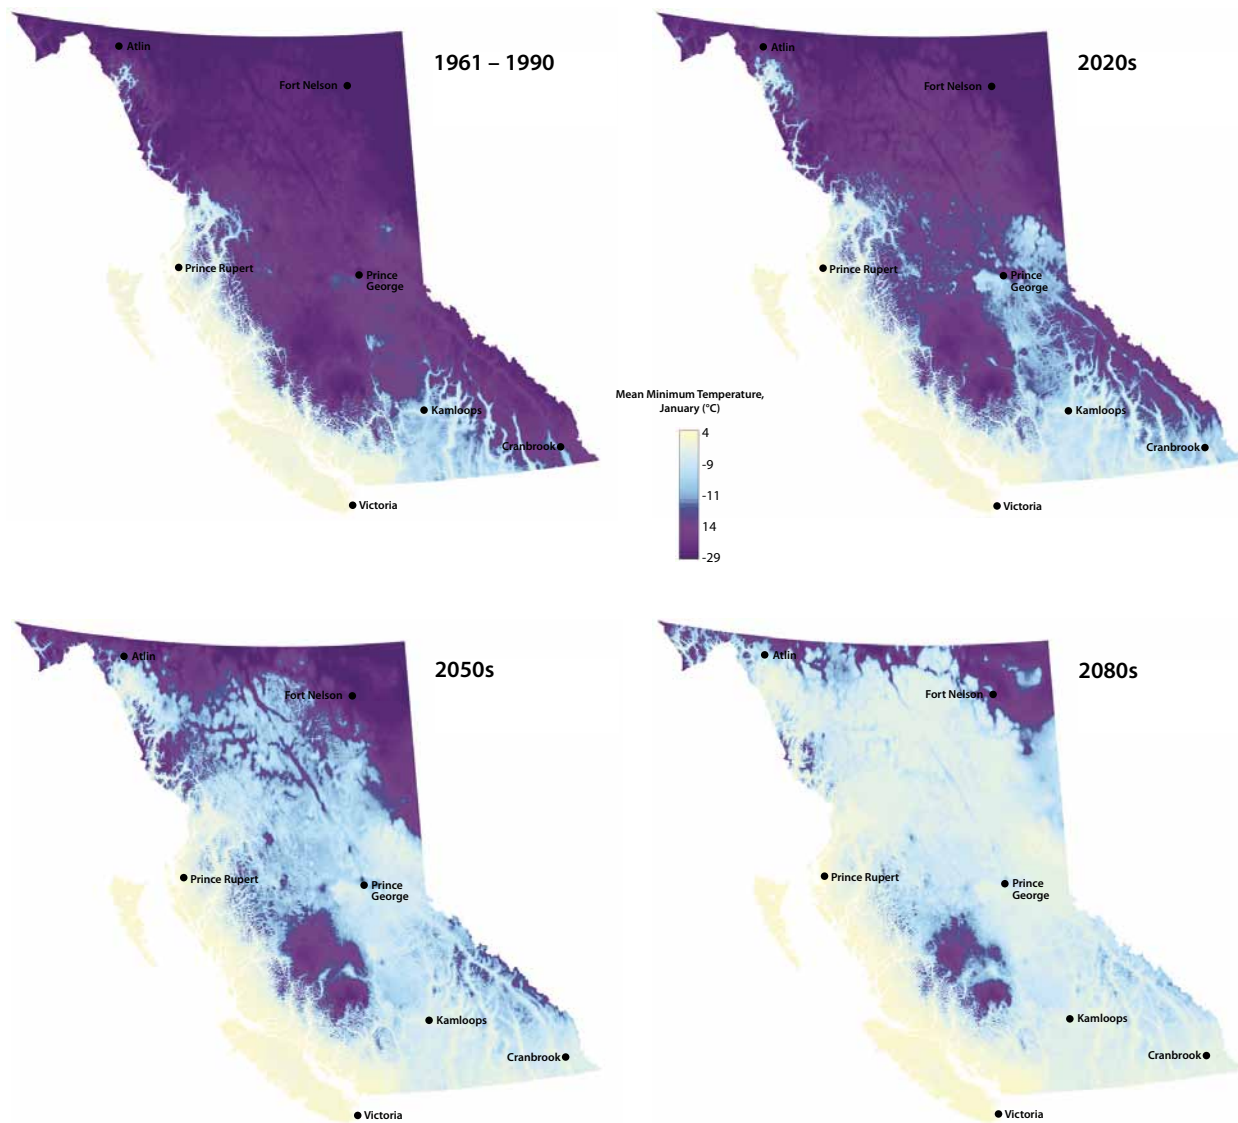 1961 – 1990
Atlin
Fort Nelson
Prince Rupert
Prince
George
Kamloops
Cranbrook
Victoria
2020s
Atlin
Fort Nelson
Prince Rupert
Prince
George
Kamloops
Cranbrook
Victoria
Mean Minimum Temperature,
January (°C)
4
-9
-11
14
-29
2050s
Atlin
Fort Nelson
Prince Rupert
Prince
George
Kamloops
Cranbrook
Victoria
2080s
Atlin
Fort Nelson
Prince Rupert
Prince
George
Kamloops
Cranbrook
Victoria